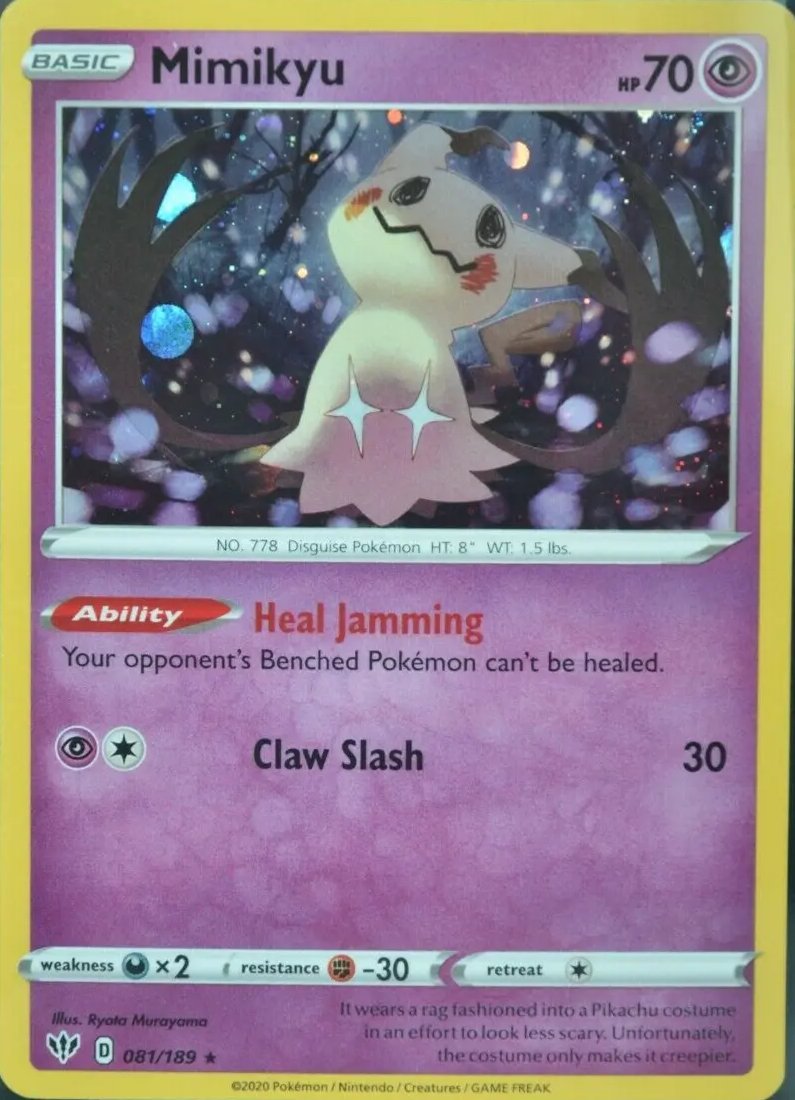 BASIC Mimikyu HP 70
NO. 778 Disguise Pokémon HT: 8" WT: 1.5 lbs.
Ability Heal Jamming
Your opponent's Benched Pokémon can't be healed.
Claw Slash 30
weakness ×2 resistance -30 retreat
Illus. Ryota Murayama
D 081/189 ★
It wears a rag fashioned into a Pikachu costume
in an effort to look less scary. Unfortunately,
the costume only makes it creepier.
©2020 Pokémon / Nintendo / Creatures / GAME FREAK